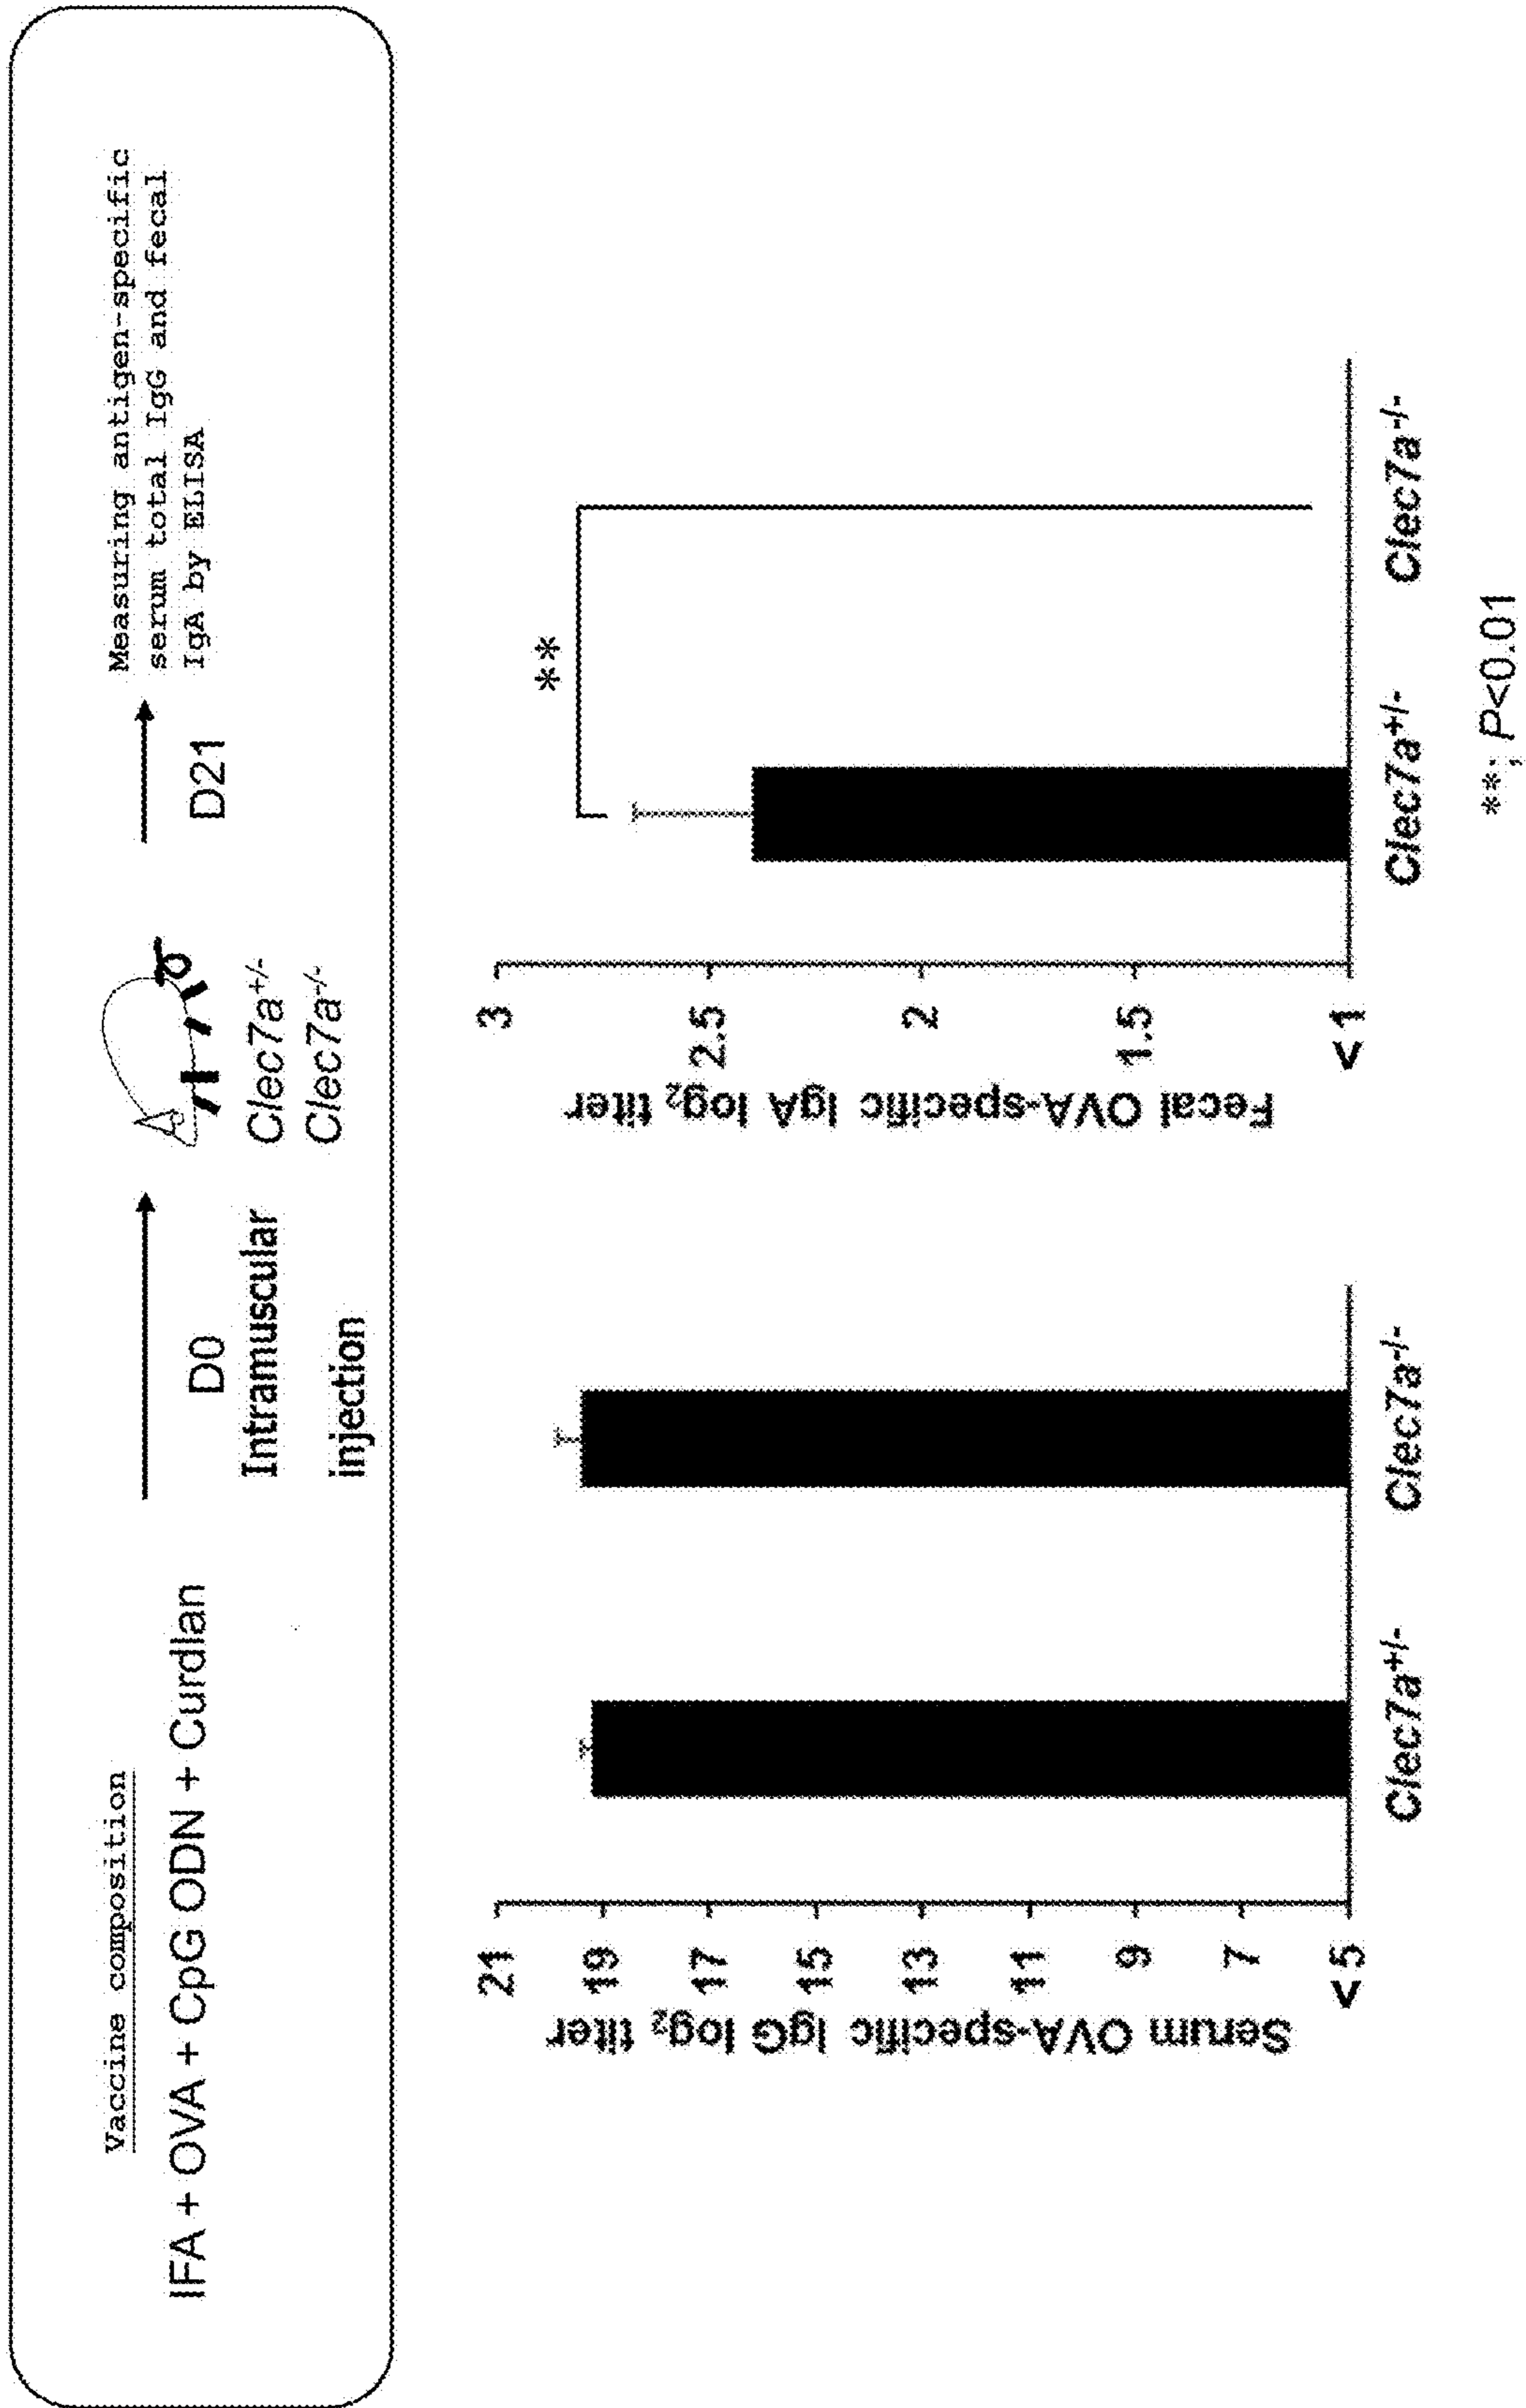 Vaccine composition
IFA + OVA + CpG ODN + Curdlan
D0
Intramuscular
injection
Clec7a+/-
Clec7a-/-
D21
Measuring antigen-specific
serum total IgG and fecal
IgA by ELISA
Serum OVA-specific IgG log₂ titer
21
19
17
15
13
11
9
7
< 5
Clec7a+/-
Clec7a-/-
Fecal OVA-specific IgA log₂ titer
3
2.5
2
1.5
< 1
**
Clec7a+/-
Clec7a-/-
**; P<0.01